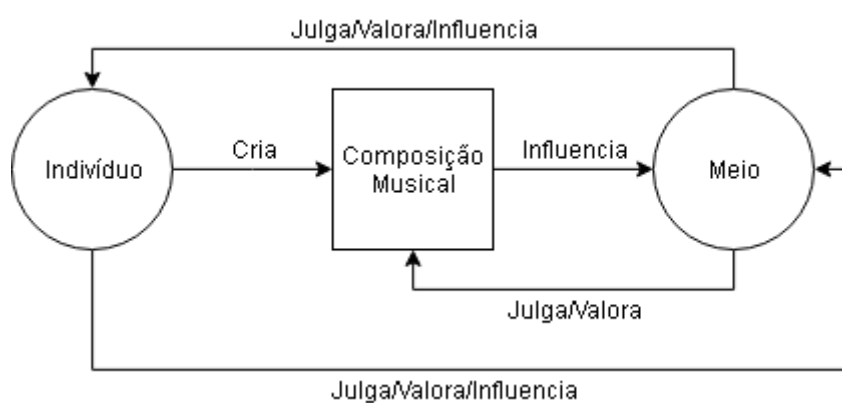 Julga/Valora/Influencia
Indivíduo
Cria
Composição
Musical
Influencia
Meio
Julga/Valora
Julga/Valora/Influencia